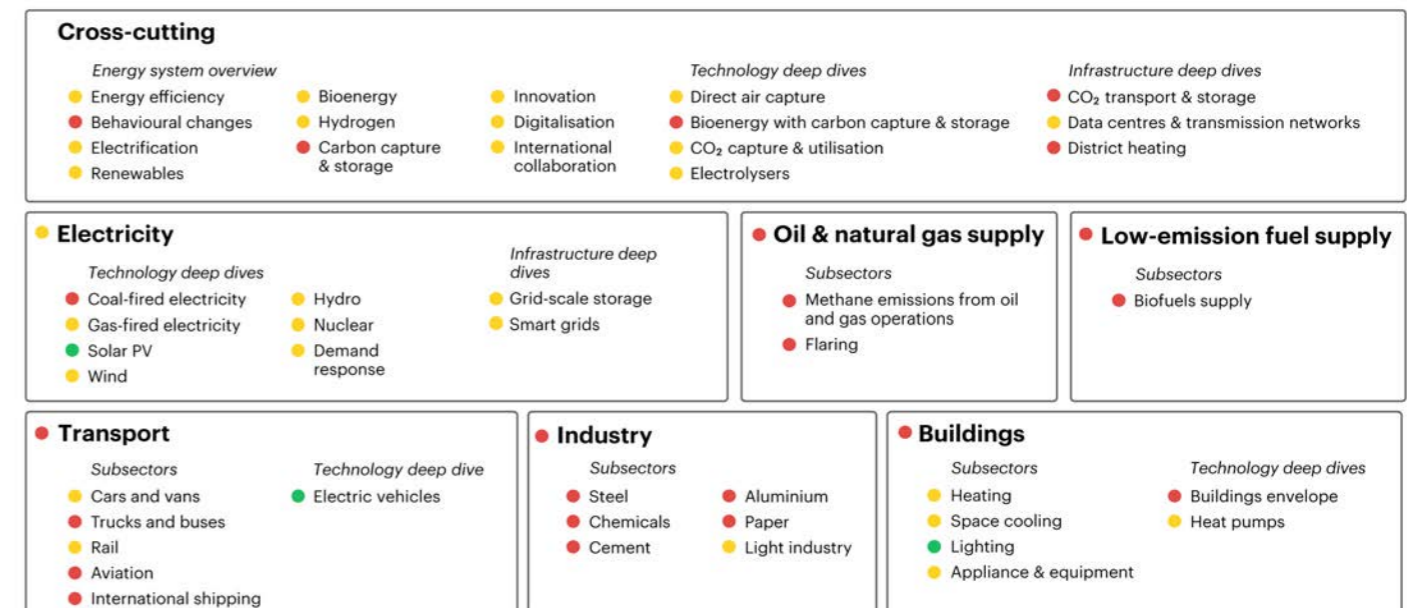 Cross-cutting
Energy system overview
Energy efficiency
Behavioural changes
Electrification
Renewables
Bioenergy
Hydrogen
Carbon capture
& storage
Innovation
Digitalisation
International
collaboration
Technology deep dives
Direct air capture
Bioenergy with carbon capture & storage
CO₂ capture & utilisation
Electrolysers
Infrastructure deep dives
CO₂ transport & storage
Data centres & transmission networks
District heating
Electricity
Technology deep dives
Coal-fired electricity
Gas-fired electricity
Solar PV
Wind
Hydro
Nuclear
Demand
response
Infrastructure deep
dives
Grid-scale storage
Smart grids
Oil & natural gas supply
Subsectors
Methane emissions from oil
and gas operations
Flaring
Low-emission fuel supply
Subsectors
Biofuels supply
Transport
Subsectors
Cars and vans
Trucks and buses
Rail
Aviation
International shipping
Technology deep dive
Electric vehicles
Industry
Subsectors
Steel
Chemicals
Cement
Aluminium
Paper
Light industry
Buildings
Subsectors
Heating
Space cooling
Lighting
Appliance & equipment
Technology deep dives
Buildings envelope
Heat pumps